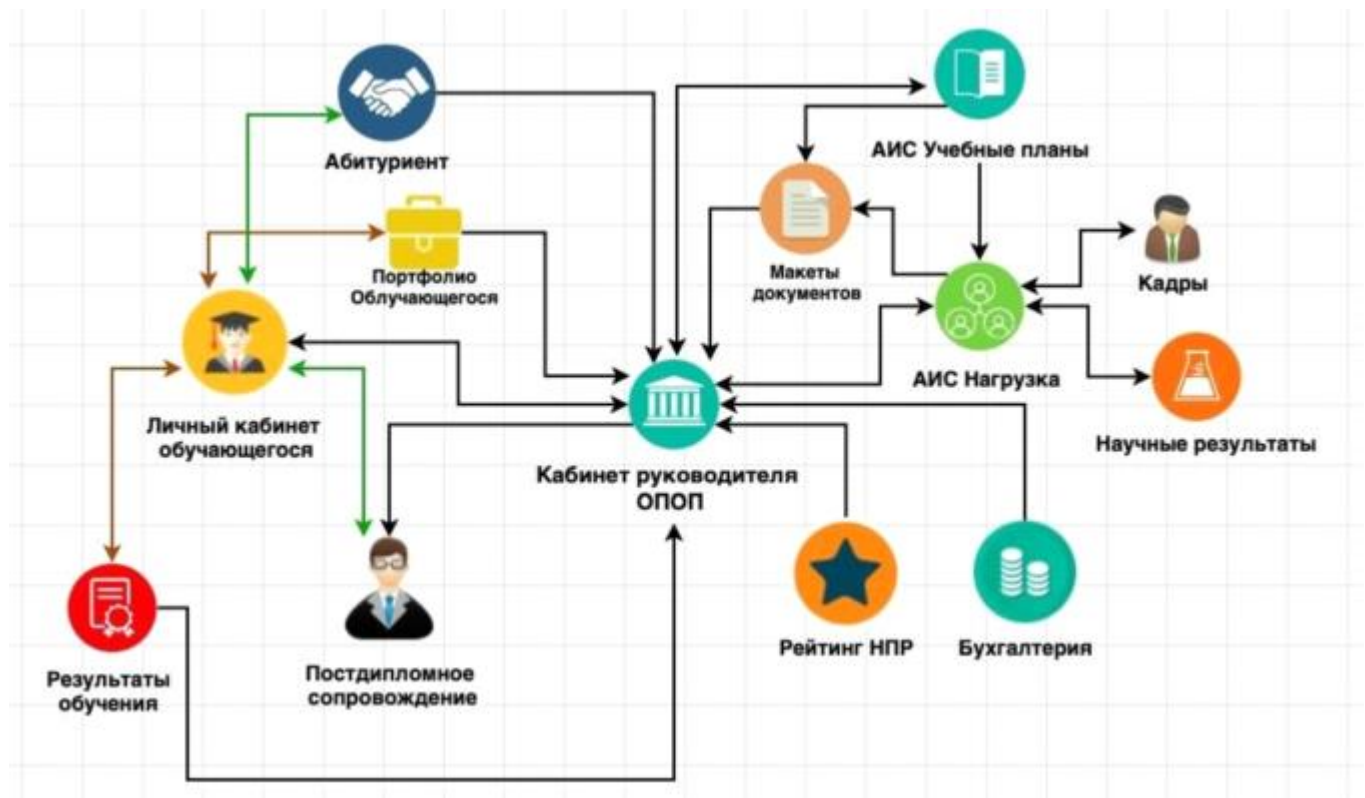 Абитуриент
АИС Учебные планы
Портфолио
Облучающегося
Макеты
документов
Кадры
АИС Нагрузка
Личный кабинет
обучающегося
Научные результаты
Кабинет руководителя
ОПОП
Рейтинг НПР
Бухгалтерия
Результаты
обучения
Постдипломное
сопровождение